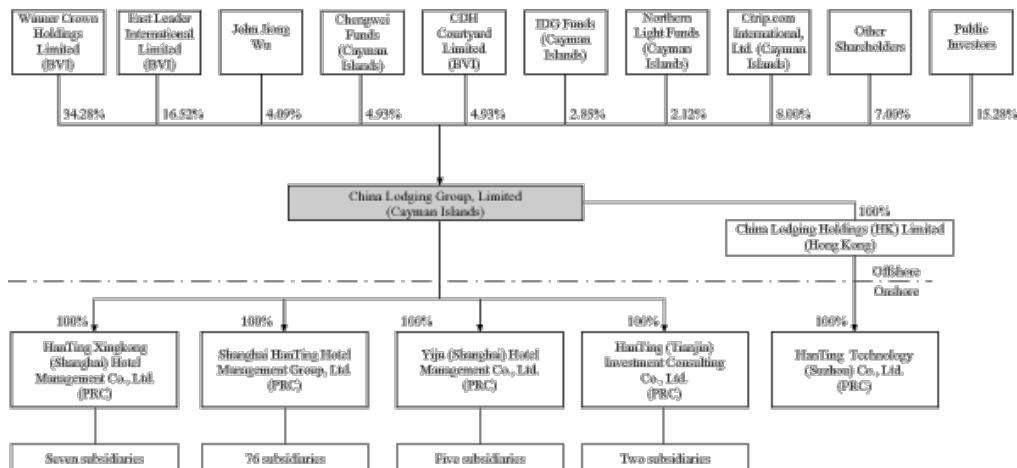 Winner Crown
Holdings
Limited
(BVI)
East Leader
International
Limited
(BVI)
John Jiong
Wu
Chengwei
Funds
(Cayman
Islands)
CDH
Courtyard
Limited
(BVI)
IDG Funds
(Cayman
Islands)
Northern
Light Funds
(Cayman
Islands)
Ctrip.com
International,
Ltd. (Cayman
Islands)
Other
Shareholders
Public
Investors
34.28%
16.52%
4.09%
4.93%
4.93%
2.85%
2.12%
8.00%
7.00%
15.28%
China Lodging Group, Limited
(Cayman Islands)
100%
China Lodging Holdings (HK) Limited
(Hong Kong)
Offshore
Onshore
100%
100%
100%
100%
100%
HanTing Xingkong
(Shanghai) Hotel
Management Co., Ltd.
(PRC)
Shanghai HanTing Hotel
Management Group, Ltd.
(PRC)
Yiju (Shanghai) Hotel
Management Co., Ltd.
(PRC)
HanTing (Tianjin)
Investment Consulting
Co., Ltd.
(PRC)
HanTing Technology
(Suzhou) Co., Ltd.
(PRC)
Seven subsidiaries
76 subsidiaries
Five subsidiaries
Two subsidiaries